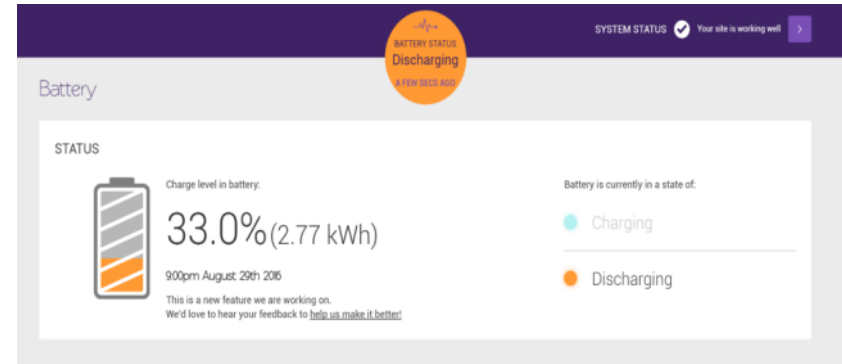 BATTERY STATUS
Discharging
A FEW SECS AGO
SYSTEM STATUS Your site is working well
Battery
STATUS
Charge level in battery:
33.0% (2.77 kWh)
9:00pm August 29th 2016
This is a new feature we are working on.
We'd love to hear your feedback to help us make it better!
Battery is currently in a state of:
Charging
Discharging